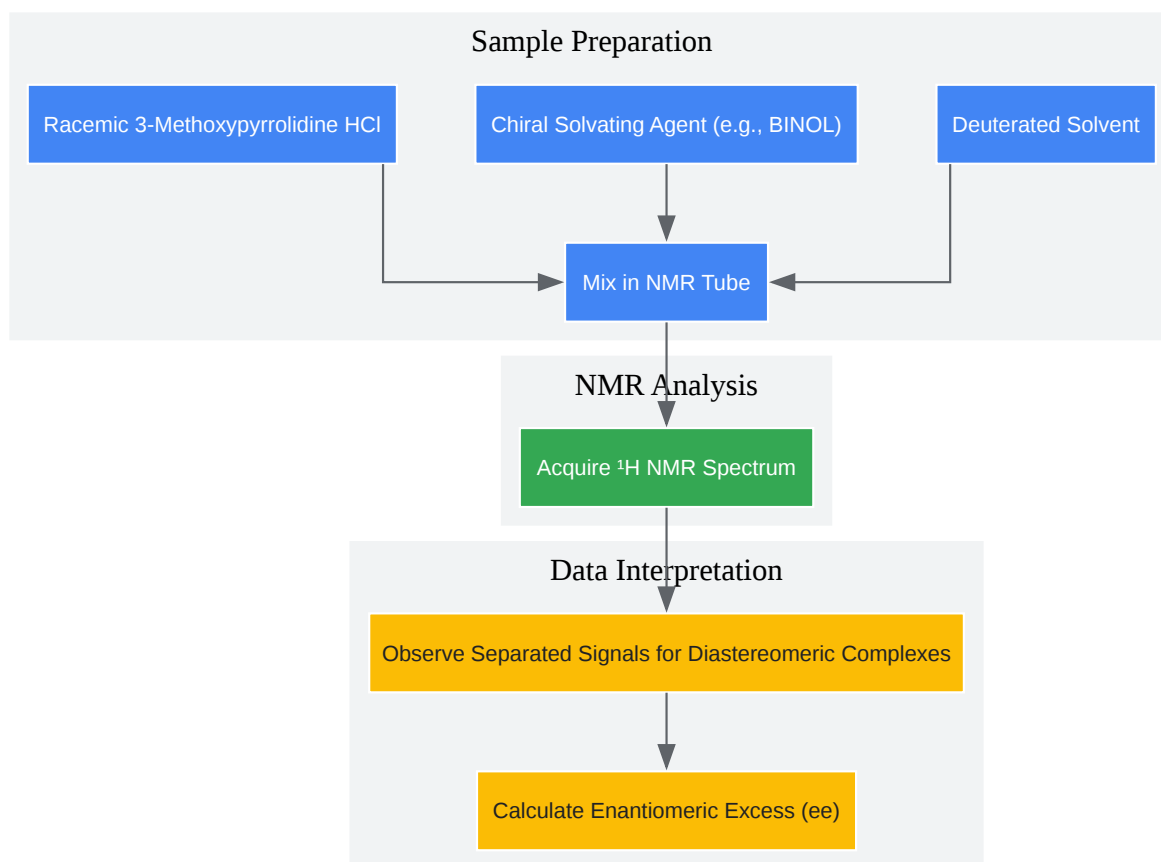 Sample Preparation
Racemic 3-Methoxypyrrolidine HCl
Chiral Solvating Agent (e.g., BINOL)
Deuterated Solvent
Mix in NMR Tube
NMR Analysis
Acquire ¹H NMR Spectrum
Data Interpretation
Observe Separated Signals for Diastereomeric Complexes
Calculate Enantiomeric Excess (ee)